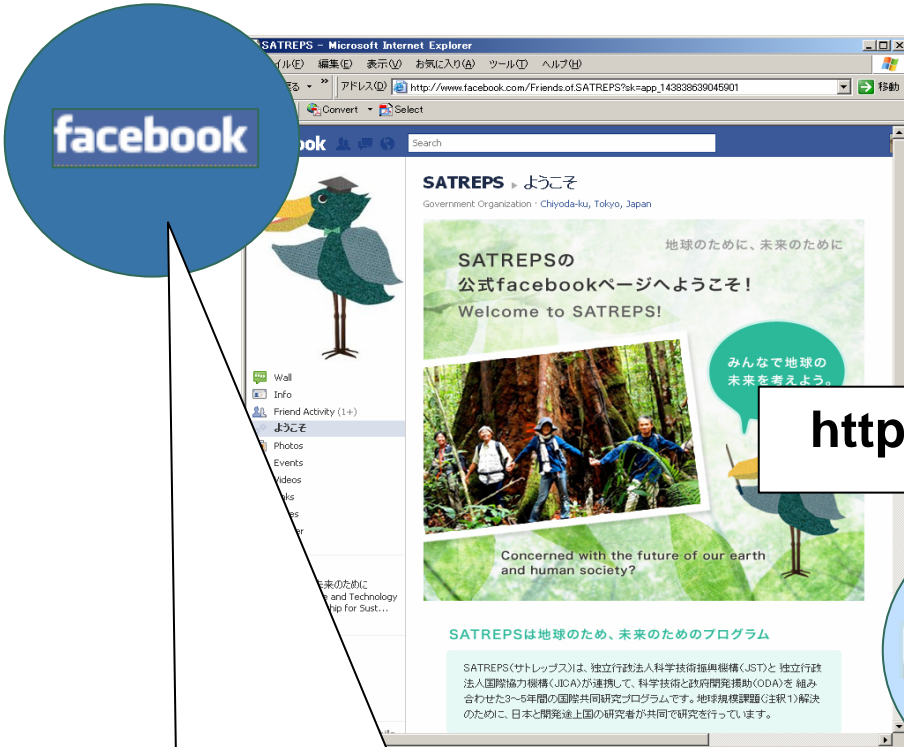 facebook
SATREPS - Microsoft Internet Explorer
イル(F) 編集(E) 表示(V) お気に入り(A) ツール(T) ヘルプ(H)
アドレス(D) http://www.facebook.com/Friends.of.SATREPS?sk=app_143838639045901 移動
Convert Select
ook Search
SATREPS ▸ ようこそ
Government Organization · Chiyoda-ku, Tokyo, Japan
地球のために、未来のために
SATREPSの
公式facebookページへようこそ!
Welcome to SATREPS!
みんなで地球の
未来を考えよう。
http
Wall
Info
Friend Activity (1+)
ようこそ
Photos
Events
Videos
Concerned with the future of our earth
and human society?
未来のために
and Technology
hip for Sust...
SATREPSは地球のため、未来のためのプログラム
SATREPS(サトレップス)は、独立行政法人科学技術振興機構(JST)と 独立行政
法人国際協力機構(JICA)が連携して、科学技術と政府開発援助(ODA)を 組み
合わせた3~5年間の国際共同研究プログラムです。地球規模課題(注釈1)解決
のために、日本と開発途上国の研究者が共同で研究を行っています。